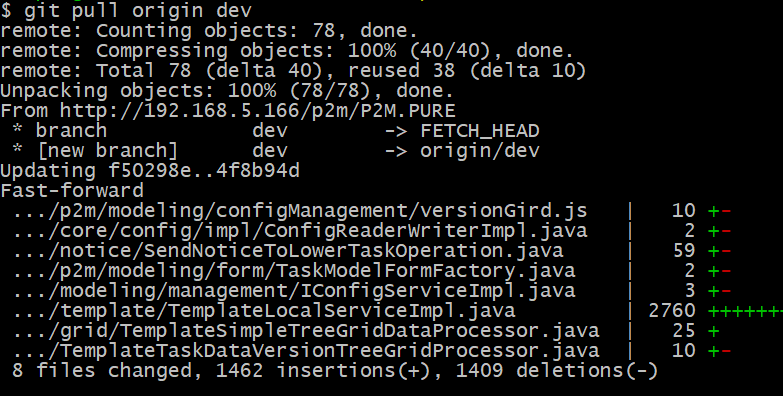 $ git pull origin dev
remote: Counting objects: 78, done.
remote: Compressing objects: 100% (40/40), done.
remote: Total 78 (delta 40), reused 38 (delta 10)
Unpacking objects: 100% (78/78), done.
From http://192.168.5.166/p2m/P2M.PURE
 * branch            dev        -> FETCH_HEAD
 * [new branch]      dev        -> origin/dev
Updating f50298e..4f8b94d
Fast-forward
 .../p2m/modeling/configManagement/versionGird.js   |   10 +-
 .../core/config/impl/ConfigReaderWriterImpl.java   |    2 +-
 .../notice/SendNoticeToLowerTaskOperation.java     |   59 +-
 .../p2m/modeling/form/TaskModelFormFactory.java    |    2 +-
 .../modeling/management/IConfigServiceImpl.java    |    3 +-
 .../template/TemplateLocalServiceImpl.java         | 2760 +++++++
 .../grid/TemplateSimpleTreeGridDataProcessor.java  |   25 +
 .../TemplateTaskDataVersionTreeGridProcessor.java  |   10 +-
 8 files changed, 1462 insertions(+), 1409 deletions(-)